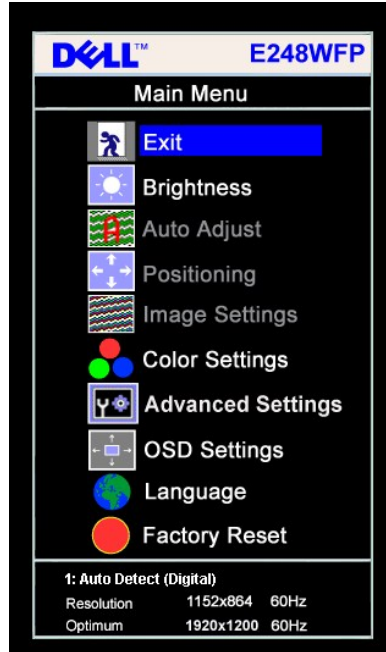 DELL™ E248WFP
Main Menu
Exit
Brightness
Auto Adjust
Positioning
Image Settings
Color Settings
Advanced Settings
OSD Settings
Language
Factory Reset
1: Auto Detect (Digital)
Resolution 1152x864 60Hz
Optimum 1920x1200 60Hz